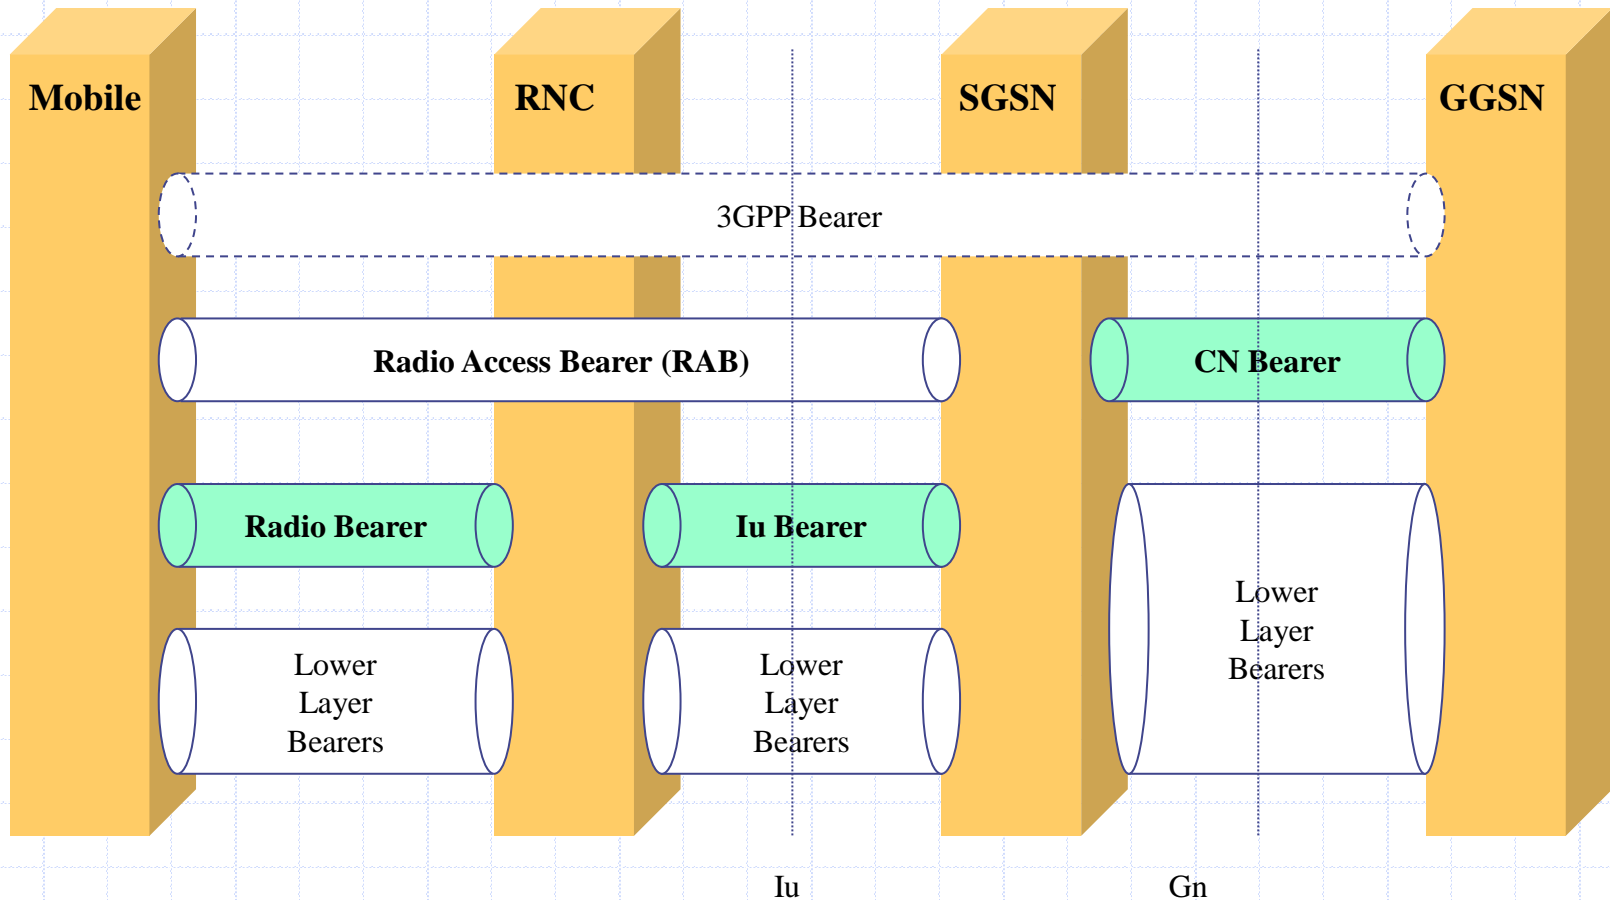 Mobile
RNC
SGSN
GGSN
3GPP Bearer
Radio Access Bearer (RAB)
CN Bearer
Radio Bearer
Iu Bearer
Lower
Layer
Bearers
Lower
Layer
Bearers
Lower
Layer
Bearers
Iu
Gn